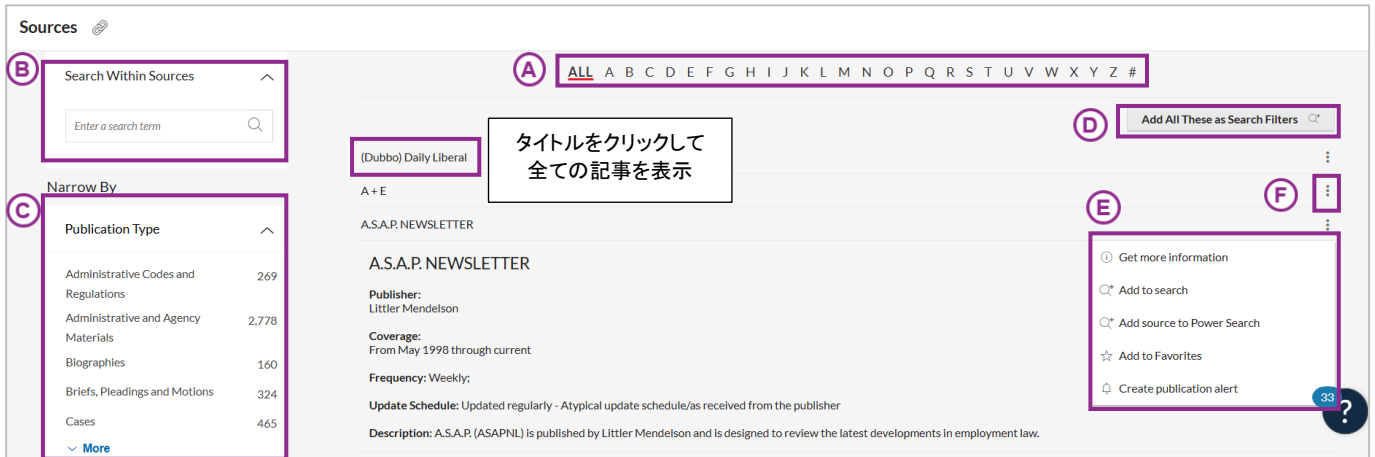 Sources
B
Search Within Sources
Enter a search term
A
ALL A B C D E F G H I J K L M N O P Q R S T U V W X Y Z #
D
Add All These as Search Filters
(Dubbo) Daily Liberal
タイトルをクリックして
全ての記事を表示
Narrow By
A + E
F
C
Publication Type
A.S.A.P. NEWSLETTER
E
Administrative Codes and
Regulations
269
Administrative and Agency
Materials
2,778
Biographies 160
Briefs, Pleadings and Motions 324
Cases 465
More
A.S.A.P. NEWSLETTER
Publisher:
Littler Mendelson
Coverage:
From May 1998 through current
Frequency: Weekly;
Update Schedule: Updated regularly - Atypical update schedule/as received from the publisher
Description: A.S.A.P. (ASAPNL) is published by Littler Mendelson and is designed to review the latest developments in employment law.
Get more information
Add to search
Add source to Power Search
Add to Favorites
Create publication alert
33
?